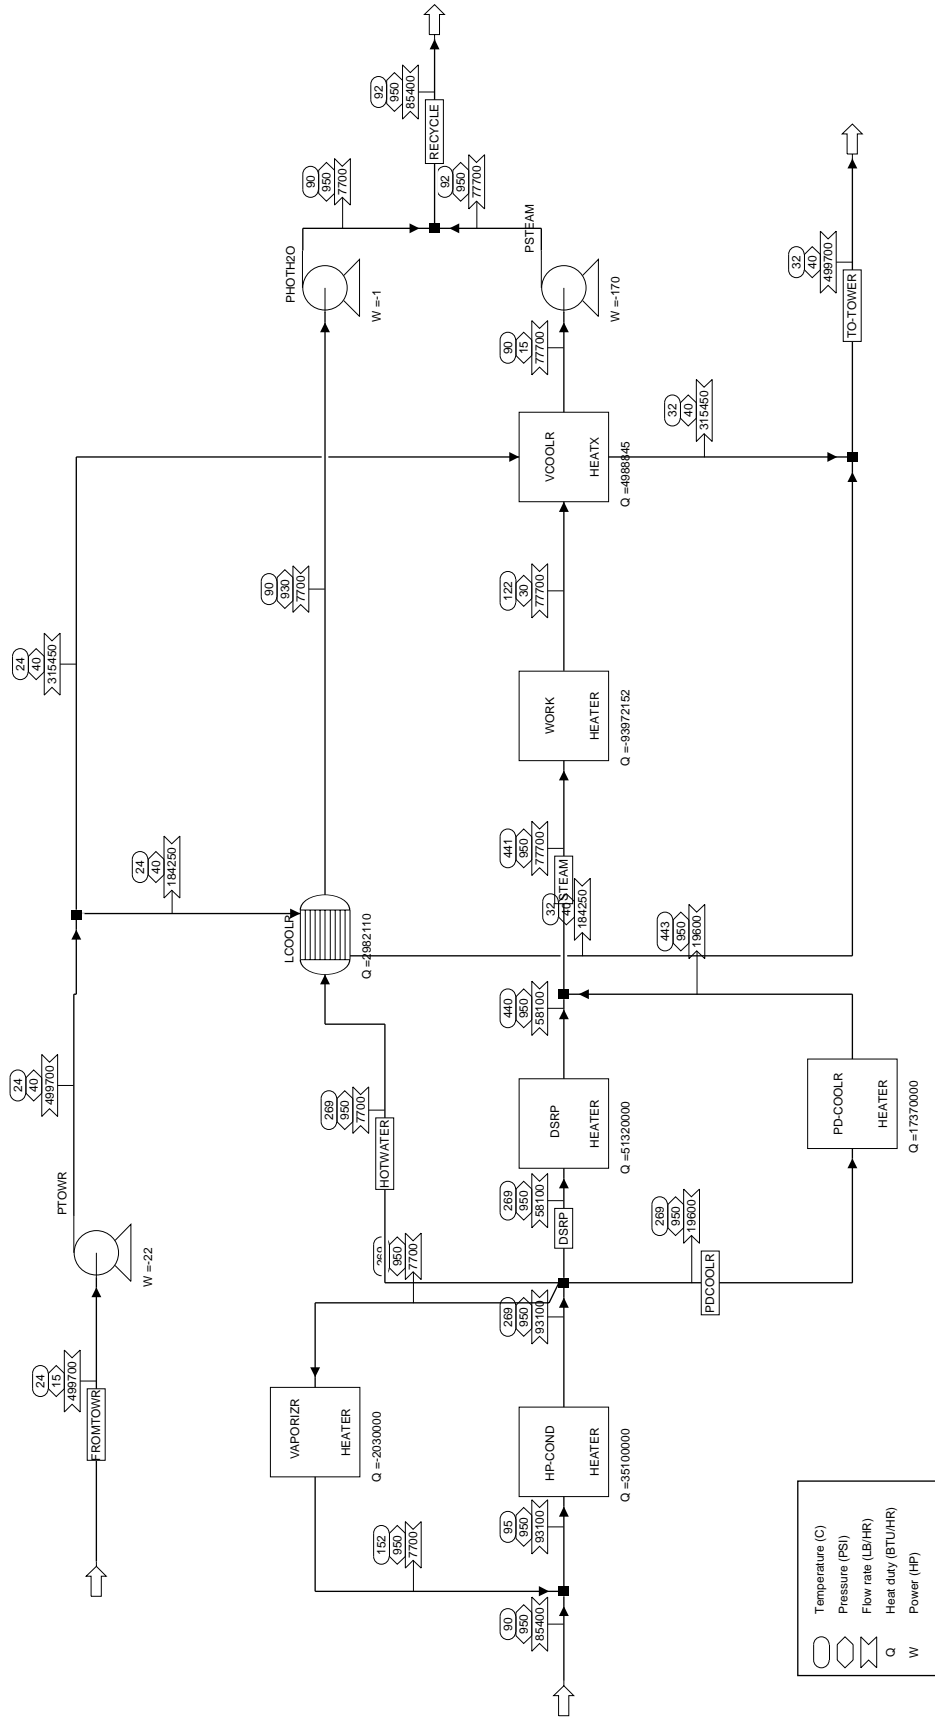 FROMTOWR
24
15
499700
PTOWR
W =-22
24
40
499700
24
40
184250
24
40
315450
VAPORIZR
HEATER
Q =-2030000
152
950
7700
950
7700
HOTWATER
269
950
7700
LCOOLR
Q =2982110
90
930
7700
PHOTH2O
W =-1
90
950
7700
RECYCLE
92
950
85400
90
950
85400
95
950
93100
HP-COND
HEATER
Q =35100000
269
950
93100
DSRP
269
950
58100
DSRP
HEATER
Q =51320000
440
950
58100
STEAM
441
950
77700
32
40
184250
WORK
HEATER
Q =-93972152
122
30
77700
VCOOLR
HEATX
Q =4988845
90
15
77700
PSTEAM
W =-170
92
950
77700
PDCOOLR
269
950
19600
PD-COOLR
HEATER
Q =17370000
443
950
19600
32
40
315450
TO-TOWER
32
40
499700
Temperature (C)
Pressure (PSI)
Flow rate (LB/HR)
Q Heat duty (BTU/HR)
W Power (HP)